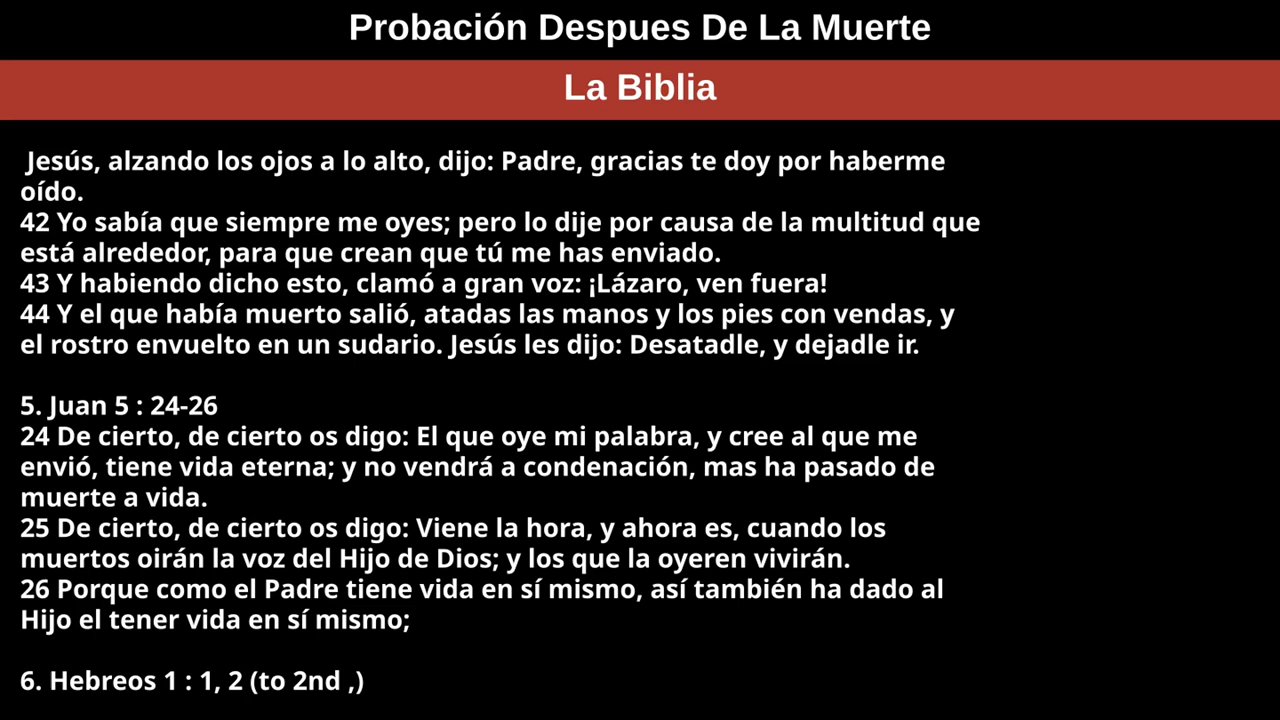 Probación Despues De La Muerte
La Biblia
Jesús, alzando los ojos a lo alto, dijo: Padre, gracias te doy por haberme
oído.
42 Yo sabía que siempre me oyes; pero lo dije por causa de la multitud que
está alrededor, para que crean que tú me has enviado.
43 Y habiendo dicho esto, clamó a gran voz: ¡Lázaro, ven fuera!
44 Y el que había muerto salió, atadas las manos y los pies con vendas, y
el rostro envuelto en un sudario. Jesús les dijo: Desatadle, y dejadle ir.
5. Juan 5 : 24-26
24 De cierto, de cierto os digo: El que oye mi palabra, y cree al que me
envió, tiene vida eterna; y no vendrá a condenación, mas ha pasado de
muerte a vida.
25 De cierto, de cierto os digo: Viene la hora, y ahora es, cuando los
muertos oirán la voz del Hijo de Dios; y los que la oyeren vivirán.
26 Porque como el Padre tiene vida en sí mismo, así también ha dado al
Hijo el tener vida en sí mismo;
6. Hebreos 1 : 1, 2 (to 2nd ,)